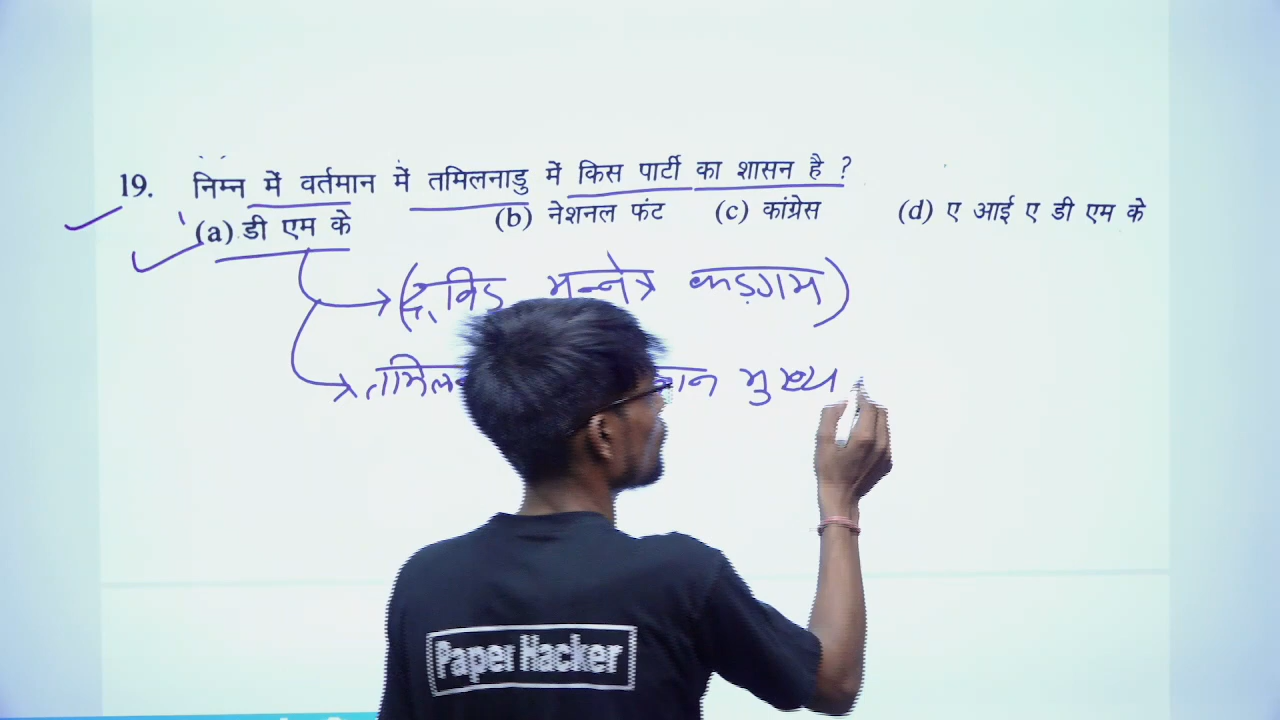 19. निम्न में वर्तमान में तमिलनाडु में किस पार्टी का शासन है ?
(a) डी एम के (b) नेशनल फंट (c) कांग्रेस (d) ए आई ए डी एम के
(द्रविड़ मुन्नेत्र कड़गम)
मुख्य
Paper Hacker